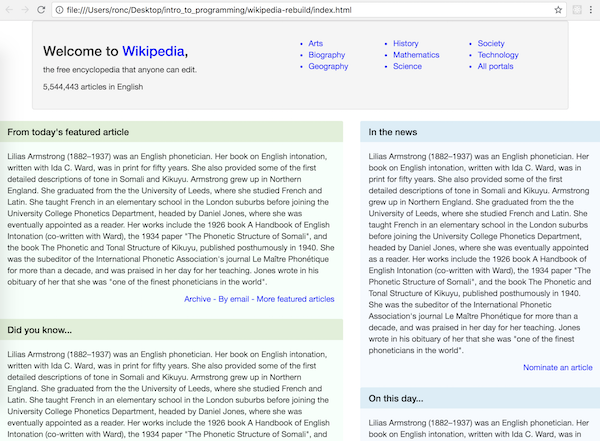 file:///Users/ronc/Desktop/intro_to_programming/wikipedia-rebuild/index.html
Welcome to Wikipedia,
the free encyclopedia that anyone can edit.
5,544,443 articles in English
Arts
Biography
Geography
History
Mathematics
Science
Society
Technology
All portals
From today's featured article
Lilias Armstrong (1882–1937) was an English phonetician. Her book on English intonation,
written with Ida C. Ward, was in print for fifty years. She also provided some of the first
detailed descriptions of tone in Somali and Kikuyu. Armstrong grew up in Northern
England. She graduated from the the University of Leeds, where she studied French and
Latin. She taught French in an elementary school in the London suburbs before joining the
University College Phonetics Department, headed by Daniel Jones, where she was
eventually appointed as a reader. Her works include the 1926 book A Handbook of English
Intonation (co-written with Ward), the 1934 paper "The Phonetic Structure of Somali", and
the book The Phonetic and Tonal Structure of Kikuyu, published posthumously in 1940. She
was the subeditor of the International Phonetic Association's journal Le Maître Phonétique
for more than a decade, and was praised in her day for her teaching. Jones wrote in his
obituary of her that she was "one of the finest phoneticians in the world".
Archive - By email - More featured articles
Did you know...
Lilias Armstrong (1882–1937) was an English phonetician. Her book on English intonation,
written with Ida C. Ward, was in print for fifty years. She also provided some of the first
detailed descriptions of tone in Somali and Kikuyu. Armstrong grew up in Northern
England. She graduated from the the University of Leeds, where she studied French and
Latin. She taught French in an elementary school in the London suburbs before joining the
University College Phonetics Department, headed by Daniel Jones, where she was
eventually appointed as a reader. Her works include the 1926 book A Handbook of English
Intonation (co-written with Ward), the 1934 paper "The Phonetic Structure of Somali", and
In the news
Lilias Armstrong (1882–1937) was an English phonetician. Her
book on English intonation, written with Ida C. Ward, was in print
for fifty years. She also provided some of the first detailed
descriptions of tone in Somali and Kikuyu. Armstrong grew up
in Northern England. She graduated from the the University of
Leeds, where she studied French and Latin. She taught French
in an elementary school in the London suburbs before joining
the University College Phonetics Department, headed by Daniel
Jones, where she was eventually appointed as a reader. Her
works include the 1926 book A Handbook of English Intonation
(co-written with Ward), the 1934 paper "The Phonetic Structure
of Somali", and the book The Phonetic and Tonal Structure of
Kikuyu, published posthumously in 1940. She was the subeditor
of the International Phonetic Association's journal Le Maître
Phonétique for more than a decade, and was praised in her day
for her teaching. Jones wrote in his obituary of her that she was
"one of the finest phoneticians in the world".
Nominate an article
On this day...
Lilias Armstrong (1882–1937) was an English phonetician. Her
book on English intonation, written with Ida C. Ward, was in